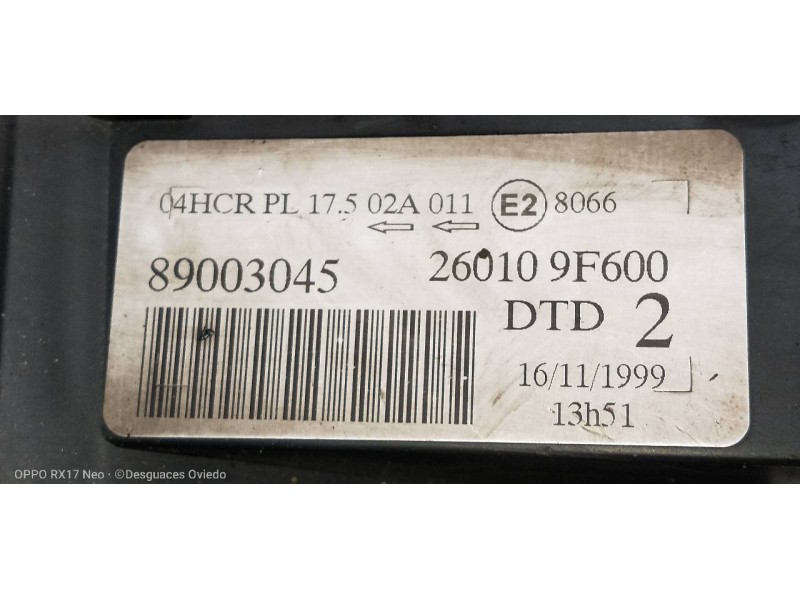 04HCR PL 17.5 02A 011 E2 8066
89003045 26010 9F600
DTD 2
16/11/1999
13h51
OPPO RX17 Neo · ©Desguaces Oviedo